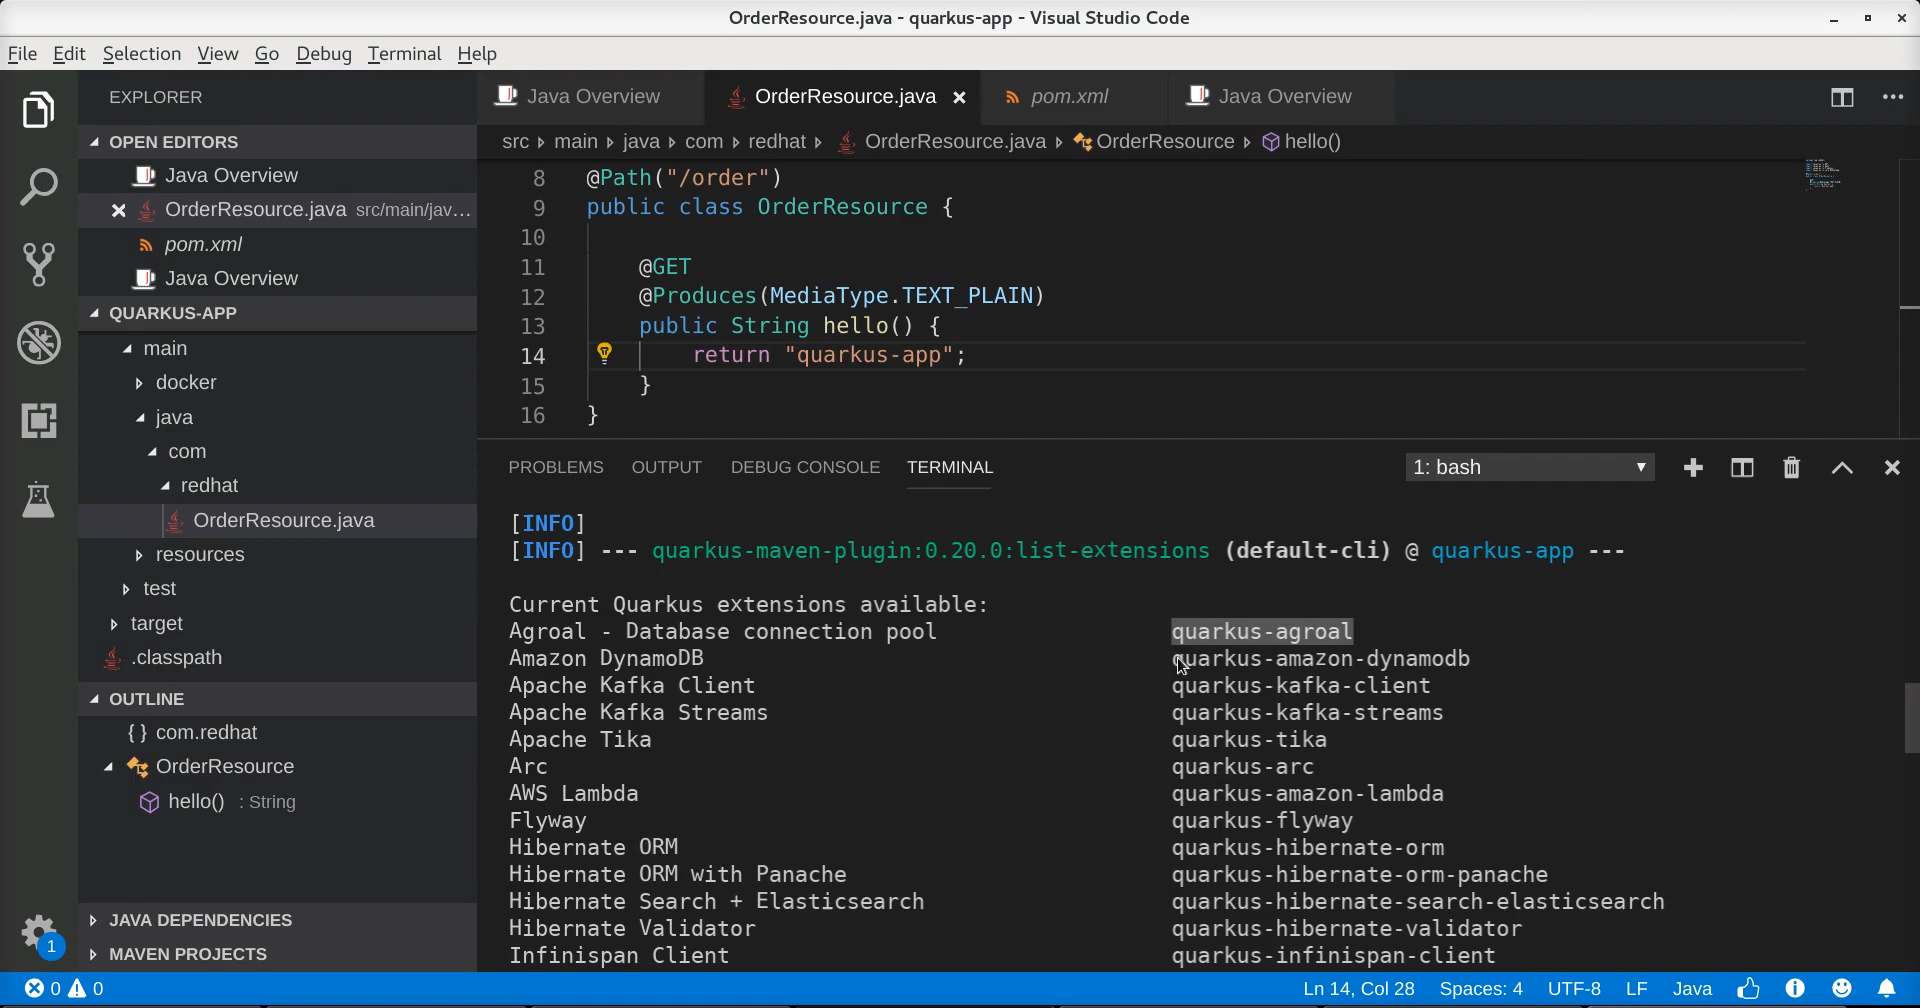 OrderResource.java - quarkus-app - Visual Studio Code
File Edit Selection View Go Debug Terminal Help
EXPLORER
OPEN EDITORS
Java Overview
OrderResource.java src/main/jav...
pom.xml
Java Overview
QUARKUS-APP
main
docker
java
com
redhat
OrderResource.java
resources
test
target
.classpath
OUTLINE
{ } com.redhat
OrderResource
hello() : String
JAVA DEPENDENCIES
MAVEN PROJECTS
1
Java Overview OrderResource.java pom.xml Java Overview
src main java com redhat OrderResource.java OrderResource hello()
8 @Path("/order")
9 public class OrderResource {
10
11 @GET
12 @Produces(MediaType.TEXT_PLAIN)
13 public String hello() {
14 return "quarkus-app";
15 }
16 }
PROBLEMS OUTPUT DEBUG CONSOLE TERMINAL 1: bash
[INFO]
[INFO] --- quarkus-maven-plugin:0.20.0:list-extensions (default-cli) @ quarkus-app ---
Current Quarkus extensions available:
Agroal - Database connection pool quarkus-agroal
Amazon DynamoDB quarkus-amazon-dynamodb
Apache Kafka Client quarkus-kafka-client
Apache Kafka Streams quarkus-kafka-streams
Apache Tika quarkus-tika
Arc quarkus-arc
AWS Lambda quarkus-amazon-lambda
Flyway quarkus-flyway
Hibernate ORM quarkus-hibernate-orm
Hibernate ORM with Panache quarkus-hibernate-orm-panache
Hibernate Search + Elasticsearch quarkus-hibernate-search-elasticsearch
Hibernate Validator quarkus-hibernate-validator
Infinispan Client quarkus-infinispan-client
0 0 Ln 14, Col 28 Spaces: 4 UTF-8 LF Java